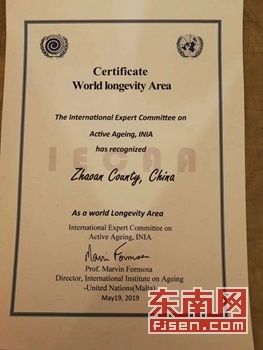 Certificate
World longevity Area
The International Expert Committee on
Active Ageing, INIA
has recognized
IECAA
Zhaoan County, China
As a world Longevity Area
International Expert Committee on
Active Ageing, INIA
Prof. Marvin Formosa
Director, International Institute on Ageing
-United Nations(Malta)
May19, 2019
东南网
FJSEN.COM